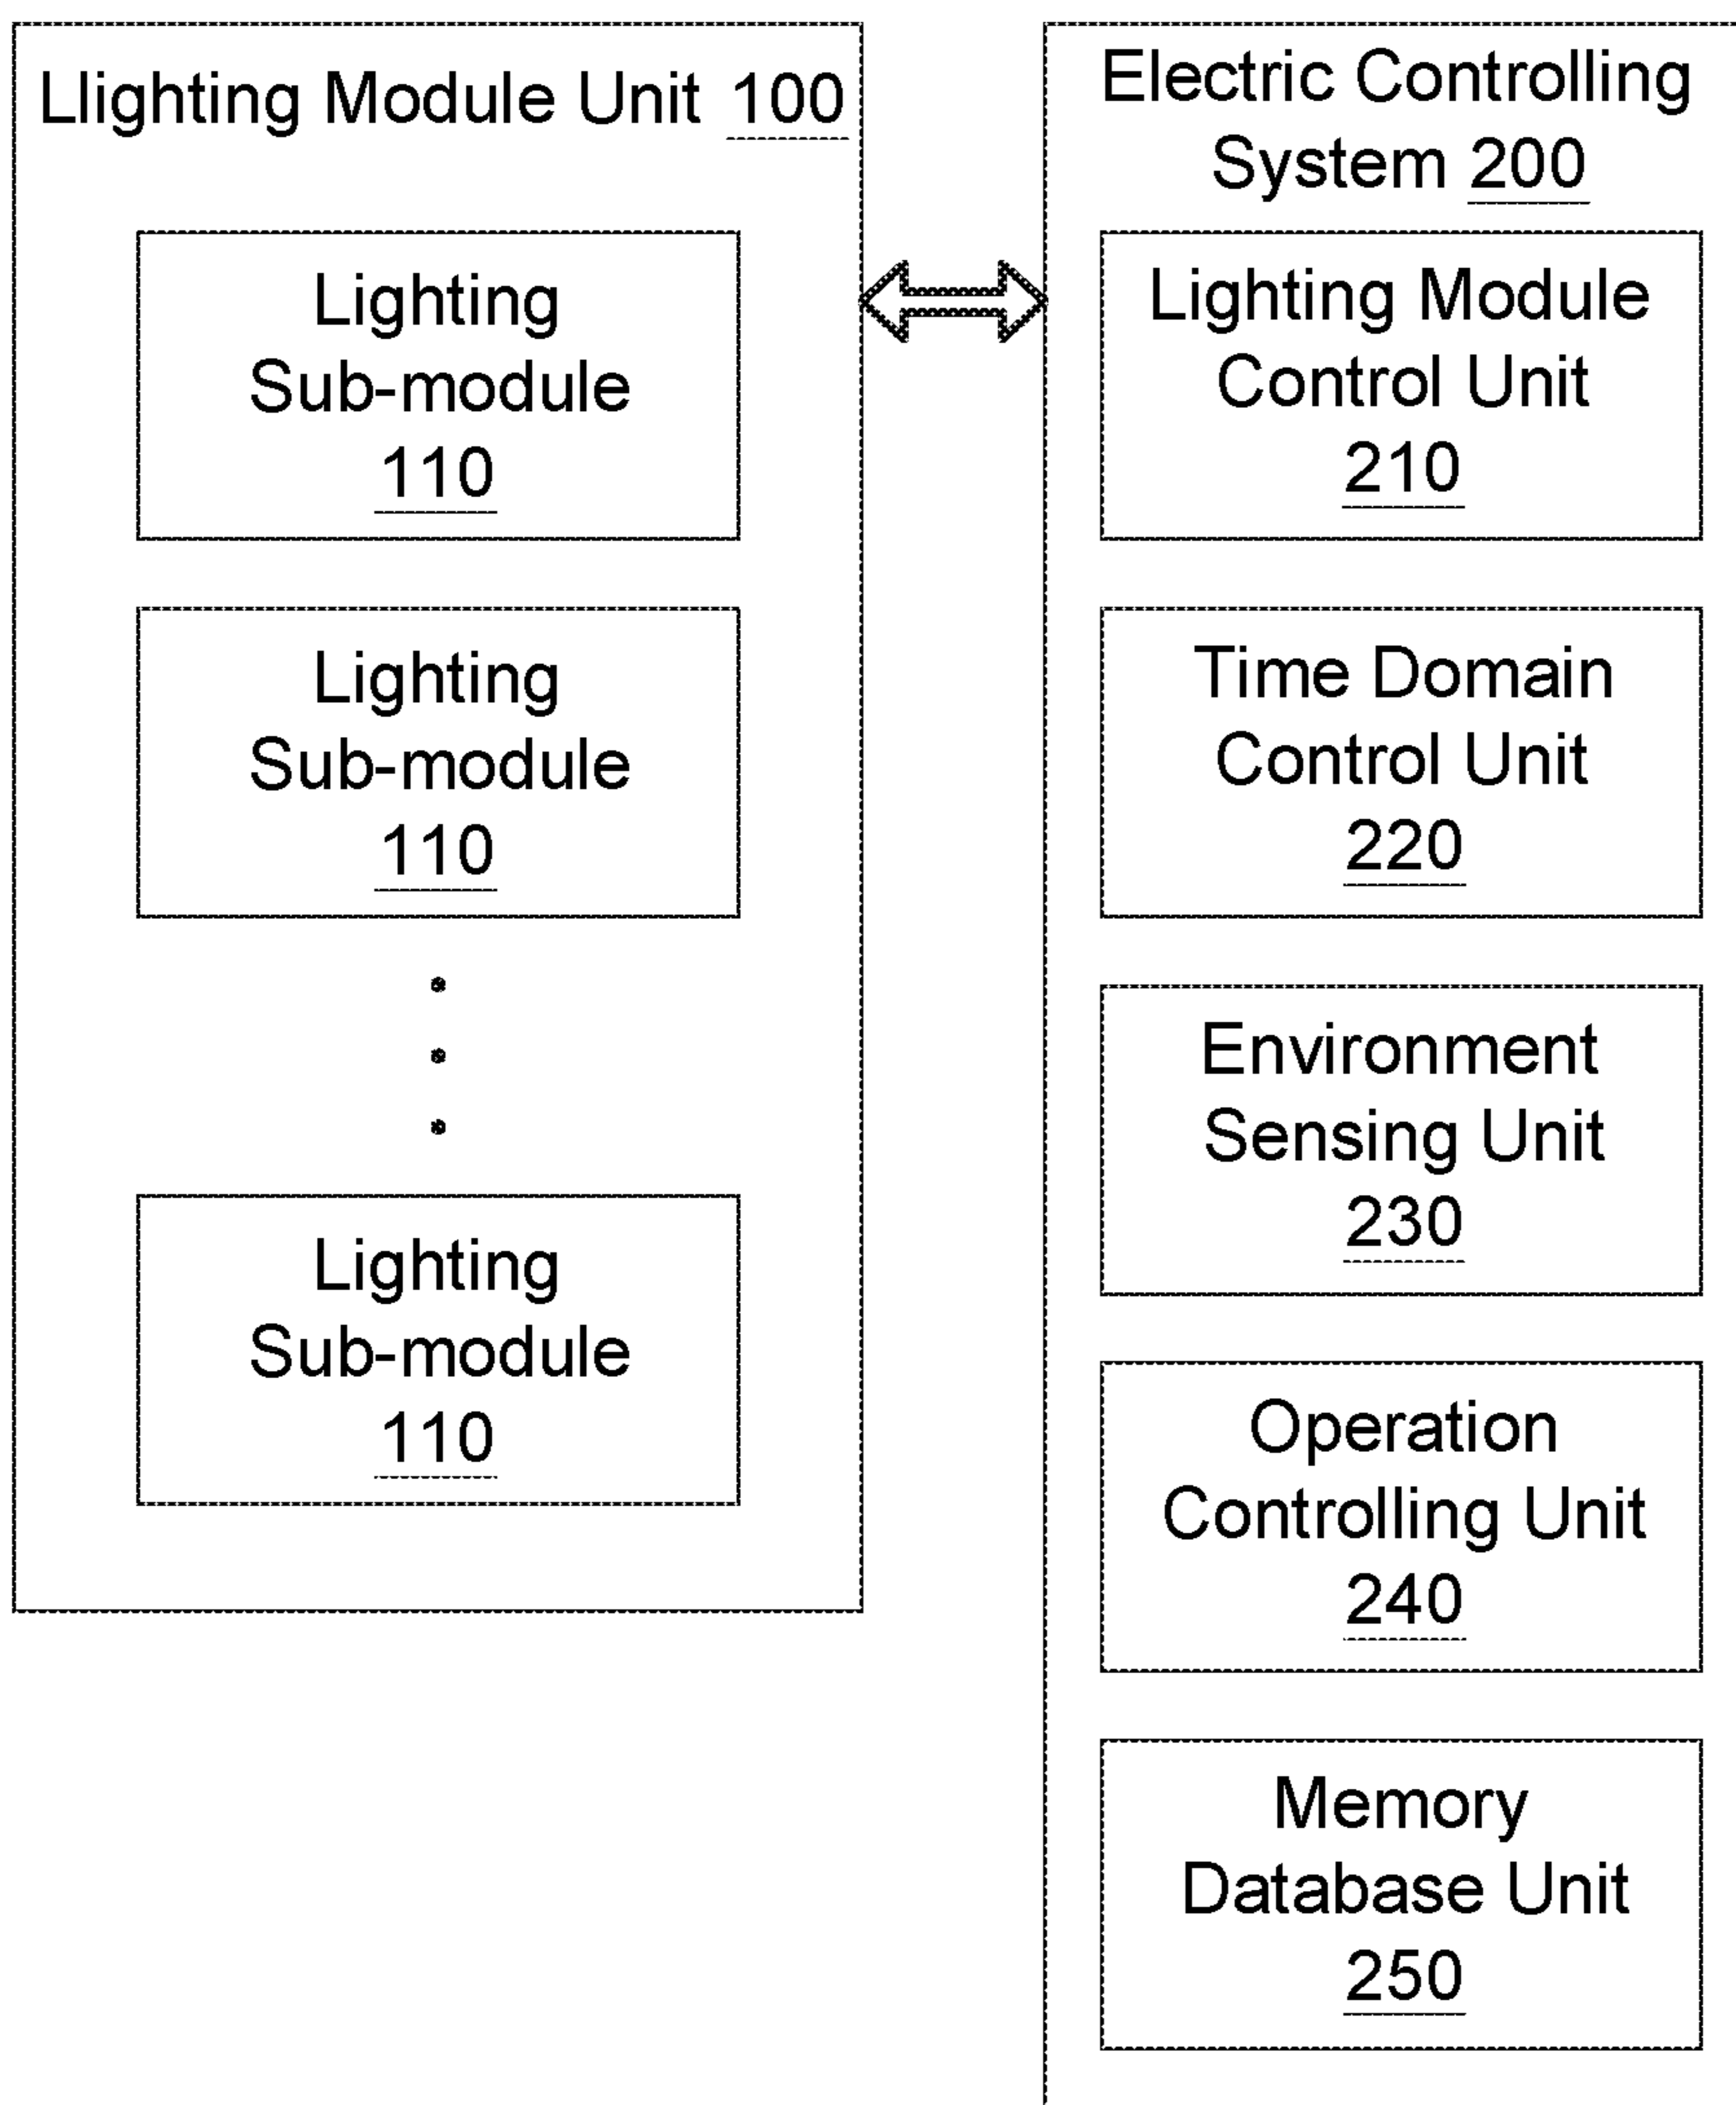 Llighting Module Unit 100
Lighting
Sub-module
110
Lighting
Sub-module
110
Lighting
Sub-module
110
Electric Controlling
System 200
Lighting Module
Control Unit
210
Time Domain
Control Unit
220
Environment
Sensing Unit
230
Operation
Controlling Unit
240
Memory
Database Unit
250